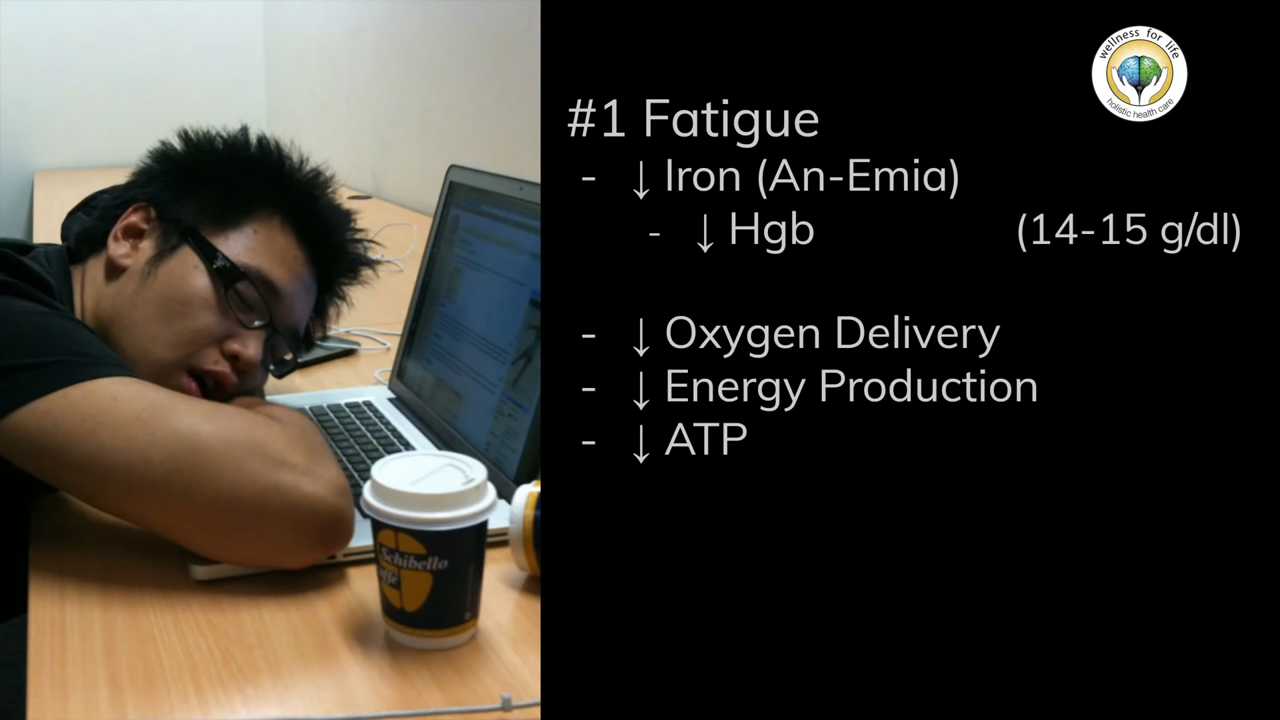 wellness for life
holistic health care
#1 Fatigue
- ↓ Iron (An-Emia)
- ↓ Hgb (14-15 g/dl)
- ↓ Oxygen Delivery
- ↓ Energy Production
- ↓ ATP
Schibello
Caffè